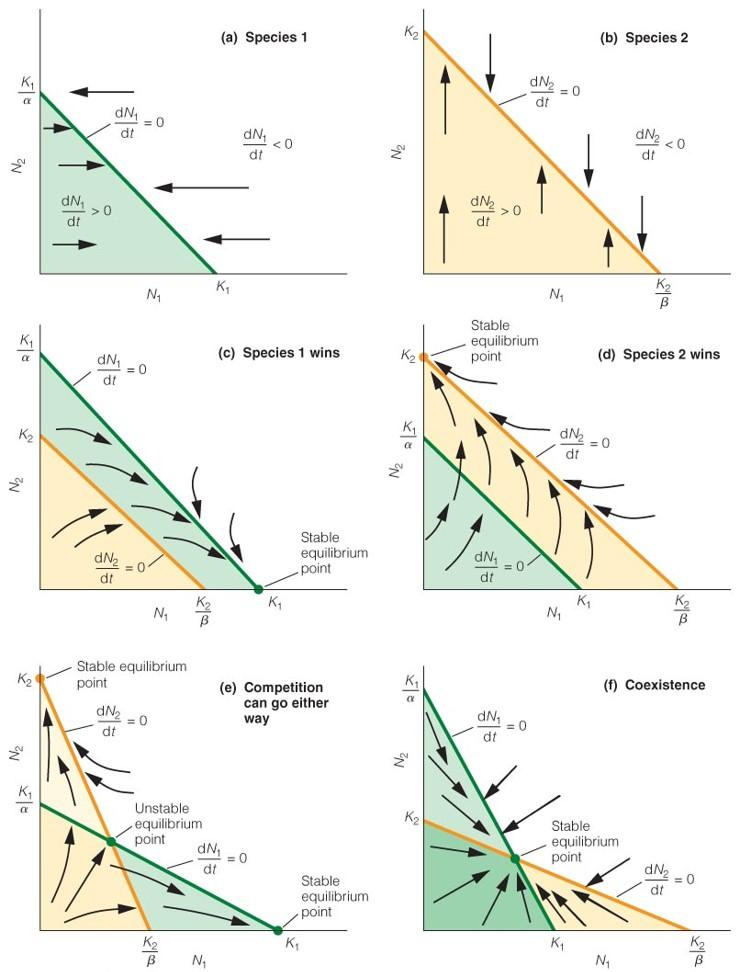 (a) Species 1
K₁
α
dN₁
dt = 0
dN₁
dt < 0
N₂
dN₁
dt > 0
N₁
K₁
(b) Species 2
K₂
dN₂
dt = 0
dN₂
dt < 0
N₂
dN₂
dt > 0
N₁
K₂
β
(c) Species 1 wins
K₁
α
dN₁
dt = 0
K₂
N₂
dN₂
dt = 0
Stable
equilibrium
point
N₁
K₂
β
K₁
(d) Species 2 wins
Stable
equilibrium
point
K₂
K₁
α
dN₂
dt = 0
N₂
dN₁
dt = 0
N₁
K₁
K₂
β
(e) Competition
can go either
way
K₂
Stable equilibrium
point
dN₂
dt = 0
N₂
K₁
α
Unstable
equilibrium
point
dN₁
dt = 0
Stable
equilibrium
point
K₂
β
N₁
K₁
(f) Coexistence
K₁
α
dN₁
dt = 0
N₂
K₂
Stable
equilibrium
point
dN₂
dt = 0
K₁
N₁
K₂
β